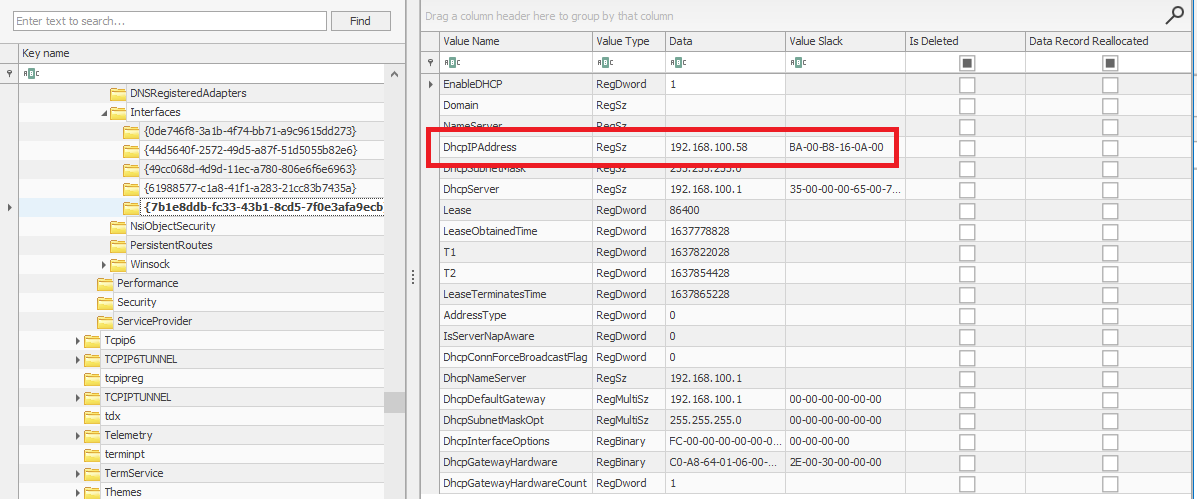 Enter text to search... Find
Key name
ABC
DNSRegisteredAdapters
Interfaces
{0de746f8-3a1b-4f74-bb71-a9c9615dd273}
{44d5640f-2572-49d5-a87f-51d5055b82e6}
{49cc068d-4d9d-11ec-a780-806e6f6e6963}
{61988577-c1a8-41f1-a283-21cc83b7435a}
{7b1e8ddb-fc33-43b1-8cd5-7f0e3afa9ecb
NsiObjectSecurity
PersistentRoutes
Winsock
Performance
Security
ServiceProvider
Tcpip6
TCPIP6TUNNEL
tcpipreg
TCPIPTUNNEL
tdx
Telemetry
terminpt
TermService
Themes
Drag a column header here to group by that column
Value Name Value Type Data Value Slack Is Deleted Data Record Reallocated
ABC ABC ABC ABC
EnableDHCP RegDword 1
Domain RegSz
NameServer RegSz
DhcpIPAddress RegSz 192.168.100.58 BA-00-B8-16-0A-00
DhcpSubnetMask RegSz 255.255.255.0
DhcpServer RegSz 192.168.100.1 35-00-00-00-65-00-7...
Lease RegDword 86400
LeaseObtainedTime RegDword 1637778828
T1 RegDword 1637822028
T2 RegDword 1637854428
LeaseTerminatesTime RegDword 1637865228
AddressType RegDword 0
IsServerNapAware RegDword 0
DhcpConnForceBroadcastFlag RegDword 0
DhcpNameServer RegSz 192.168.100.1
DhcpDefaultGateway RegMultiSz 192.168.100.1 00-00-00-00-00-00
DhcpSubnetMaskOpt RegMultiSz 255.255.255.0 00-00-00-00-00-00
DhcpInterfaceOptions RegBinary FC-00-00-00-00-00-0... 00-00-00-00
DhcpGatewayHardware RegBinary C0-A8-64-01-06-00-... 2E-00-30-00-00-00
DhcpGatewayHardwareCount RegDword 1